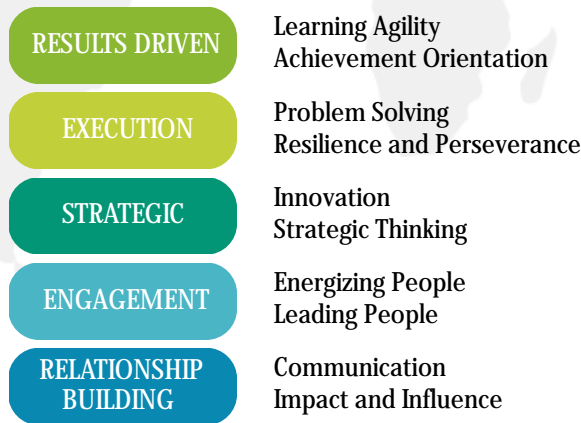 RESULTS DRIVEN
Learning Agility
Achievement Orientation
EXECUTION
Problem Solving
Resilience and Perseverance
STRATEGIC
Innovation
Strategic Thinking
ENGAGEMENT
Energizing People
Leading People
RELATIONSHIP
BUILDING
Communication
Impact and Influence